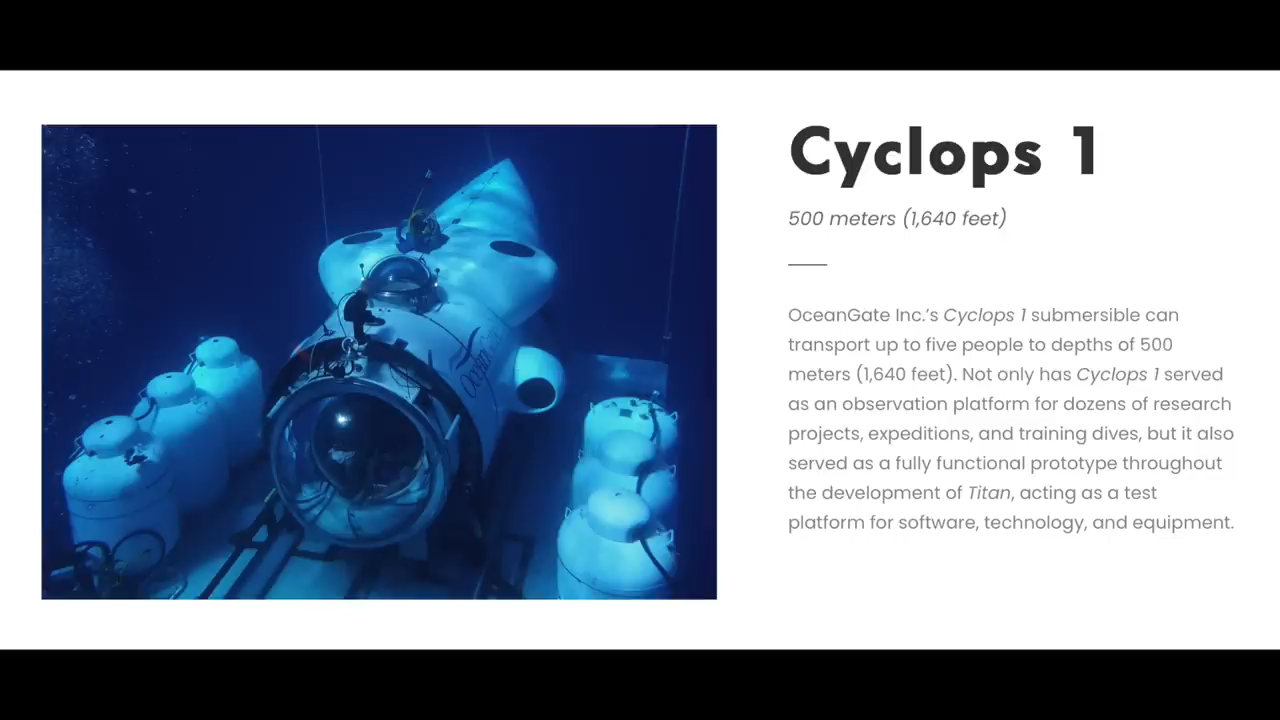 Cyclops 1
500 meters (1,640 feet)
OceanGate Inc.’s Cyclops 1 submersible can
transport up to five people to depths of 500
meters (1,640 feet). Not only has Cyclops 1 served
as an observation platform for dozens of research
projects, expeditions, and training dives, but it also
served as a fully functional prototype throughout
the development of Titan, acting as a test
platform for software, technology, and equipment.
OceanGate